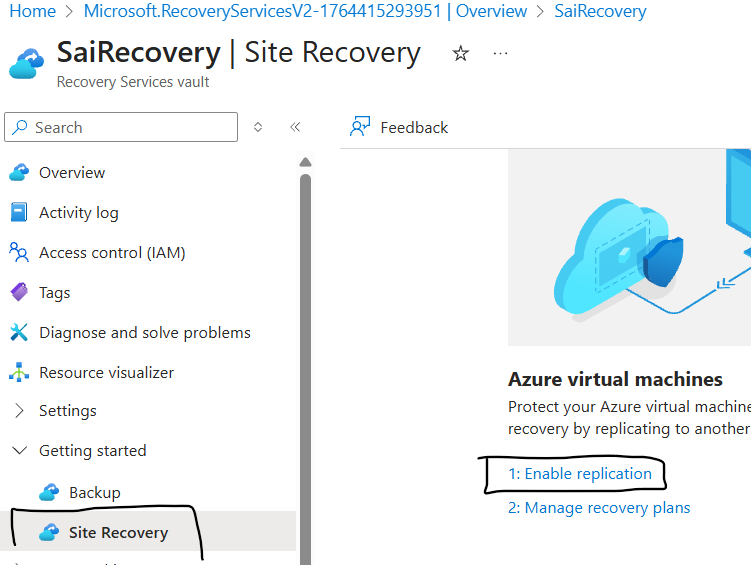 Home > Microsoft.RecoveryServicesV2-1764415293951 | Overview > SaiRecovery
SaiRecovery | Site Recovery
Recovery Services vault
Search
Feedback
Overview
Activity log
Access control (IAM)
Tags
Diagnose and solve problems
Resource visualizer
Settings
Getting started
Backup
Site Recovery
Azure virtual machines
Protect your Azure virtual machine
recovery by replicating to another
1: Enable replication
2: Manage recovery plans